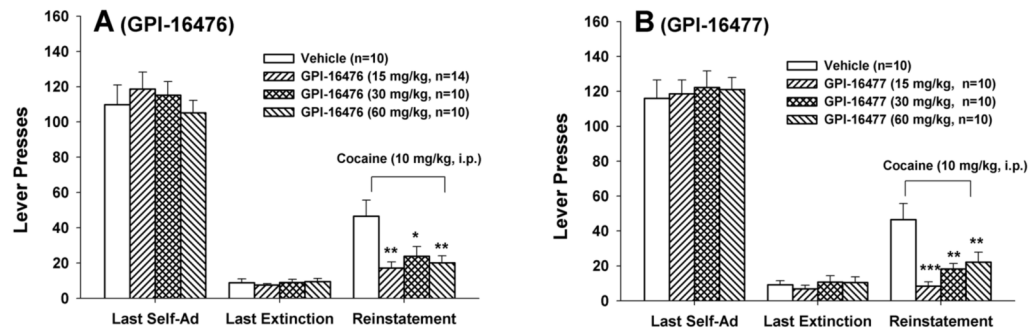 A (GPI-16476)
Vehicle (n=10)
GPI-16476 (15 mg/kg, n=14)
GPI-16476 (30 mg/kg, n=10)
GPI-16476 (60 mg/kg, n=10)
Cocaine (10 mg/kg, i.p.)
Lever Presses
160
140
120
100
80
60
40
20
0
**
*
**
Last Self-Ad
Last Extinction
Reinstatement
B (GPI-16477)
Vehicle (n=10)
GPI-16477 (15 mg/kg, n=10)
GPI-16477 (30 mg/kg, n=10)
GPI-16477 (60 mg/kg, n=10)
Cocaine (10 mg/kg, i.p.)
Lever Presses
160
140
120
100
80
60
40
20
0
***
**
**
Last Self-Ad
Last Extinction
Reinstatement